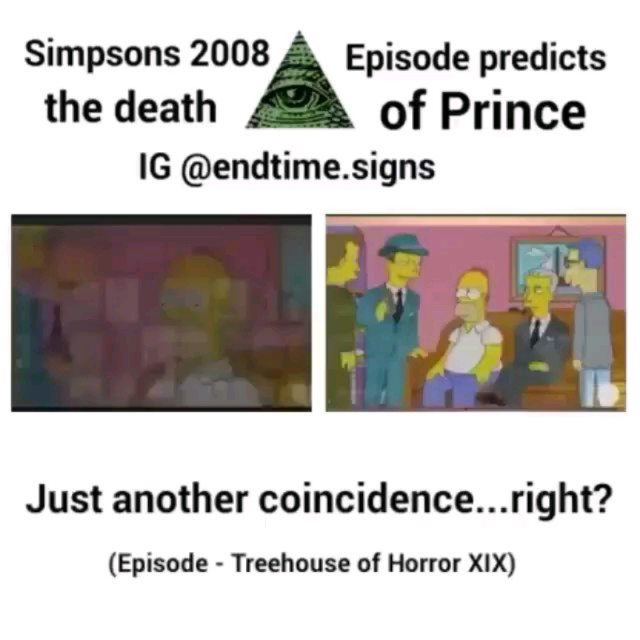 Simpsons 2008 Episode predicts
the death of Prince
IG @endtime.signs
Just another coincidence...right?
(Episode - Treehouse of Horror XIX)